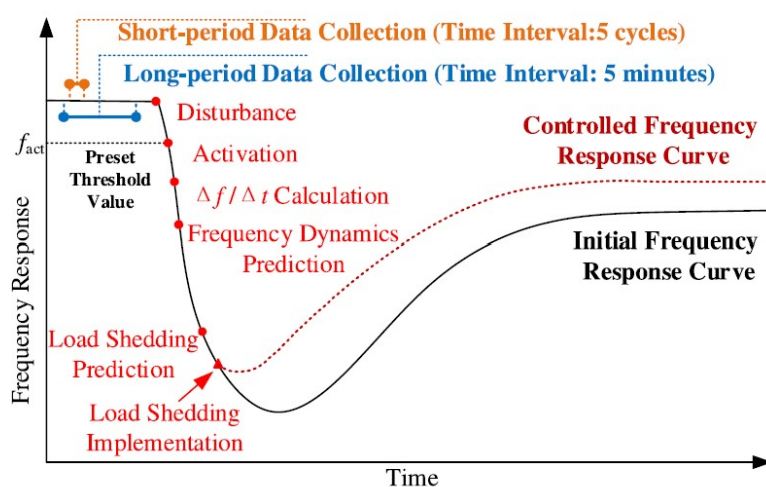 Short-period Data Collection (Time Interval:5 cycles)
Long-period Data Collection (Time Interval: 5 minutes)
Disturbance
f_act
Preset
Threshold
Value
Activation
Δf / Δt Calculation
Frequency Dynamics
Prediction
Controlled Frequency
Response Curve
Initial Frequency
Response Curve
Load Shedding
Prediction
Load Shedding
Implementation
Frequency Response
Time